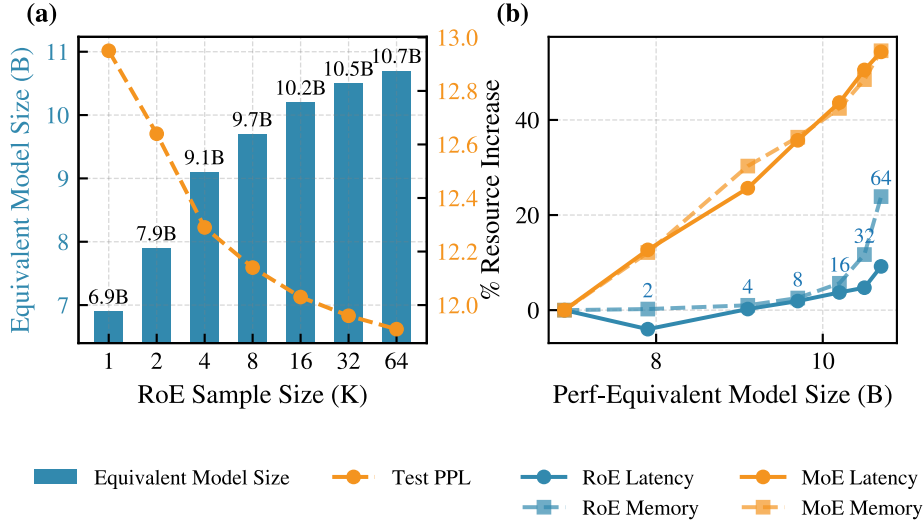 (a)
Equivalent Model Size (B)
11
10
9
8
7
6.9B
7.9B
9.1B
9.7B
10.2B
10.5B
10.7B
13.0
12.8
12.6
12.4
12.2
12.0
1 2 4 8 16 32 64
RoE Sample Size (K)
(b)
% Resource Increase
40
20
0
2
4
8
16
32
64
8 10
Perf-Equivalent Model Size (B)
Equivalent Model Size
Test PPL
RoE Latency
RoE Memory
MoE Latency
MoE Memory